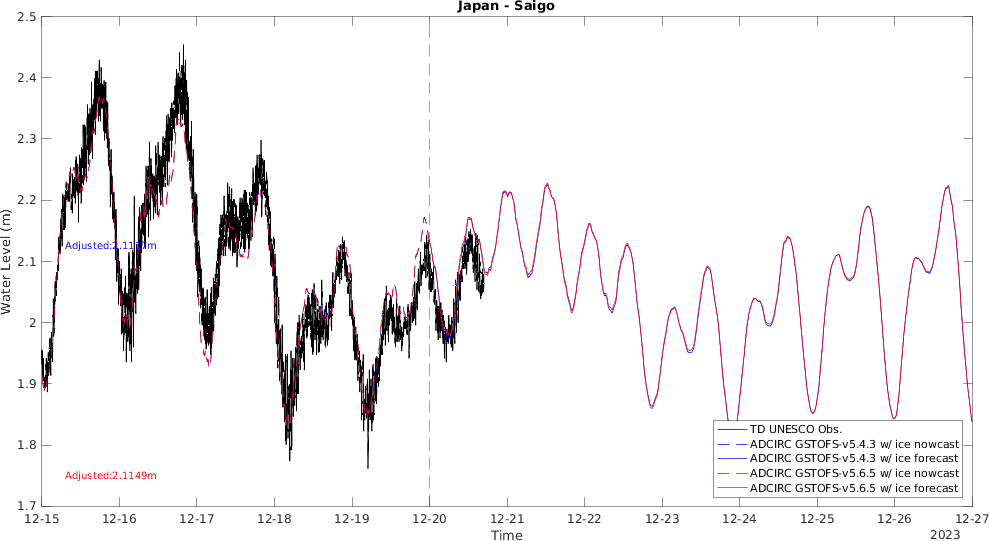 Japan - Saigo
2.5
2.4
2.3
2.2
2.1
2
1.9
1.8
1.7
Water Level (m)
Adjusted:2.1149m
TD UNESCO Obs.
ADCIRC GSTOFS-v5.4.3 w/ ice nowcast
ADCIRC GSTOFS-v5.4.3 w/ ice forecast
ADCIRC GSTOFS-v5.6.5 w/ ice nowcast
ADCIRC GSTOFS-v5.6.5 w/ ice forecast
12-15 12-16 12-17 12-18 12-19 12-20 12-21 12-22 12-23 12-24 12-25 12-26 12-27
Time
2023